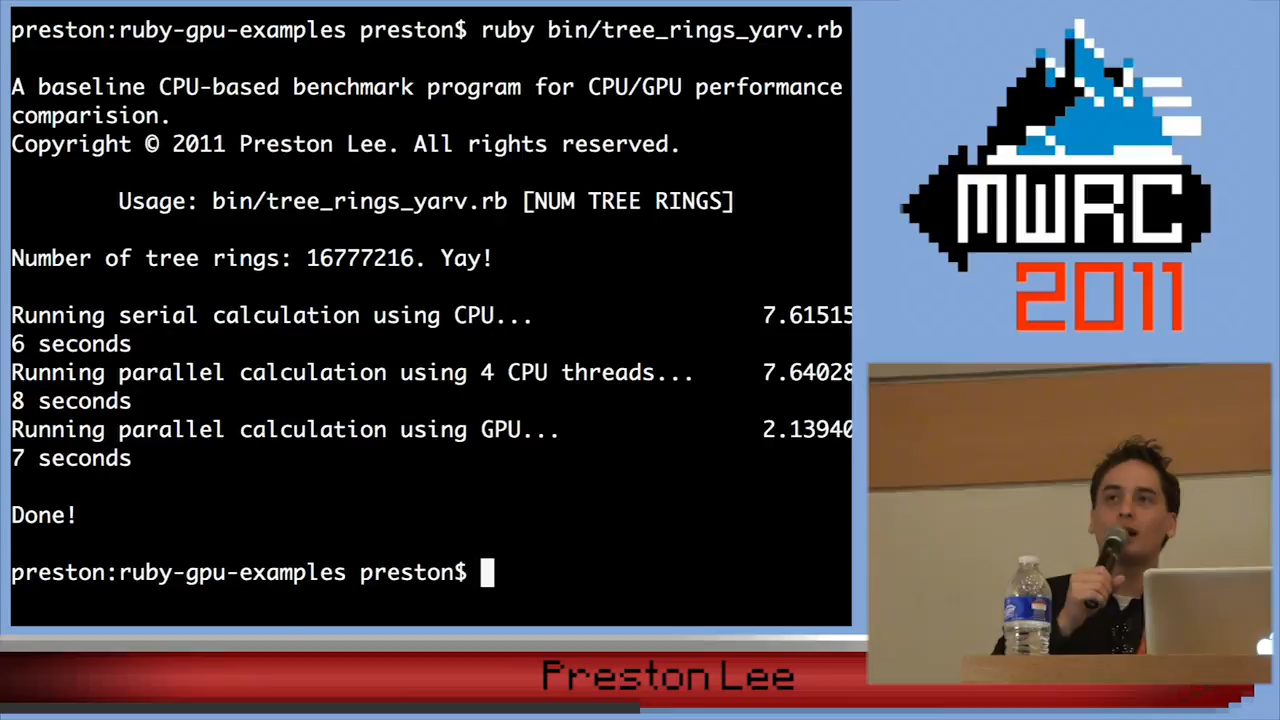 preston:ruby-gpu-examples preston$ ruby bin/tree_rings_yarv.rb
A baseline CPU-based benchmark program for CPU/GPU performance
comparision.
Copyright © 2011 Preston Lee. All rights reserved.
Usage: bin/tree_rings_yarv.rb [NUM TREE RINGS]
Number of tree rings: 16777216. Yay!
Running serial calculation using CPU... 7.61515
6 seconds
Running parallel calculation using 4 CPU threads... 7.64028
8 seconds
Running parallel calculation using GPU... 2.13940
7 seconds
Done!
preston:ruby-gpu-examples preston$
MWRC
2011
Preston Lee